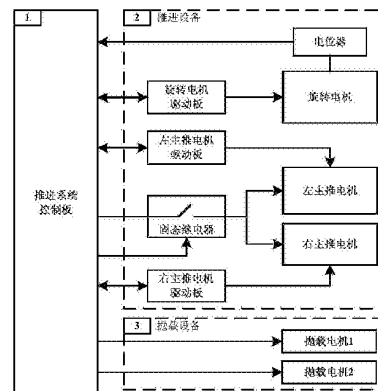 1
2 推进设备
电位器
旋转电机
驱动板
旋转电机
左主推电机
驱动板
推进系统
控制板
左主推电机
固态继电器
右主推电机
右主推电机
驱动板
3 抛载设备
抛载电机1
抛载电机2